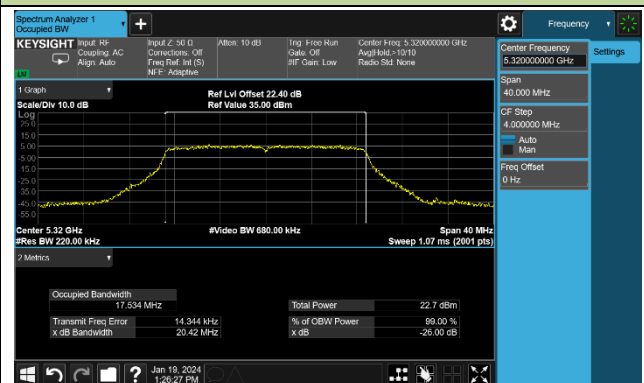 Spectrum Analyzer 1
Occupied BW
Frequency
KEYSIGHT
Input: RF
Coupling: AC
Align: Auto
Input Z: 50 Ω
Corrections: Off
Freq Ref: Int (S)
NFE: Adaptive
Atten: 10 dB
Trig: Free Run
Gate: Off
#IF Gain: Low
Center Freq: 5.320000000 GHz
Avg|Hold:>10/10
Radio Std: None
LXI
Center Frequency
5.320000000 GHz
Settings
Span
40.000 MHz
CF Step
4.000000 MHz
Auto
Man
Freq Offset
0 Hz
1 Graph
Scale/Div 10.0 dB
Ref Lvl Offset 22.40 dB
Ref Value 35.00 dBm
Log
25.0
15.0
5.00
-5.00
-15.0
-25.0
-35.0
-45.0
-55.0
Center 5.32 GHz
#Res BW 220.00 kHz
#Video BW 680.00 kHz
Span 40 MHz
Sweep 1.07 ms (2001 pts)
2 Metrics
Occupied Bandwidth
17.534 MHz
Total Power 22.7 dBm
Transmit Freq Error 14.344 kHz
% of OBW Power 99.00 %
x dB Bandwidth 20.42 MHz
x dB -26.00 dB
Jan 19, 2024
1:26:27 PM